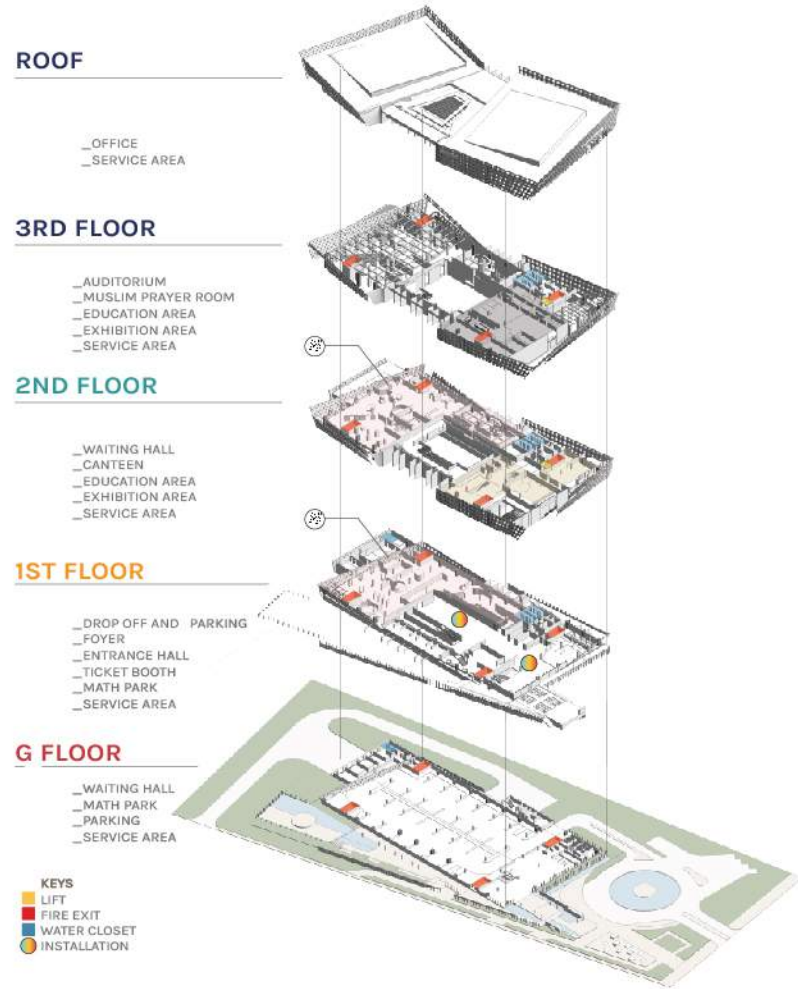 ROOF
_OFFICE
_SERVICE AREA
3RD FLOOR
_AUDITORIUM
_MUSLIM PRAYER ROOM
_EDUCATION AREA
_EXHIBITION AREA
_SERVICE AREA
2ND FLOOR
_WAITING HALL
_CANTEEN
_EDUCATION AREA
_EXHIBITION AREA
_SERVICE AREA
1ST FLOOR
_DROP OFF AND PARKING
_FOYER
_ENTRANCE HALL
_TICKET BOOTH
_MATH PARK
_SERVICE AREA
G FLOOR
_WAITING HALL
_MATH PARK
_PARKING
_SERVICE AREA
KEYS
LIFT
FIRE EXIT
WATER CLOSET
INSTALLATION